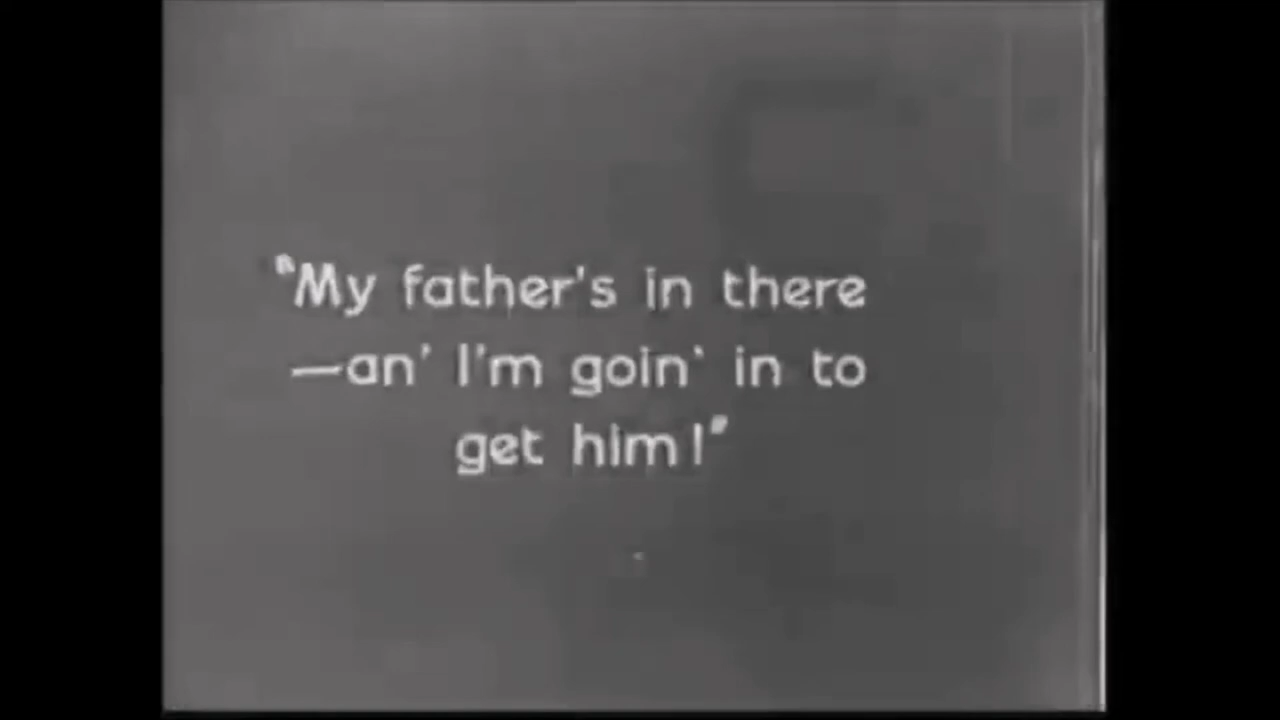 "My father's in there
—an' I'm goin' in to
get him!"